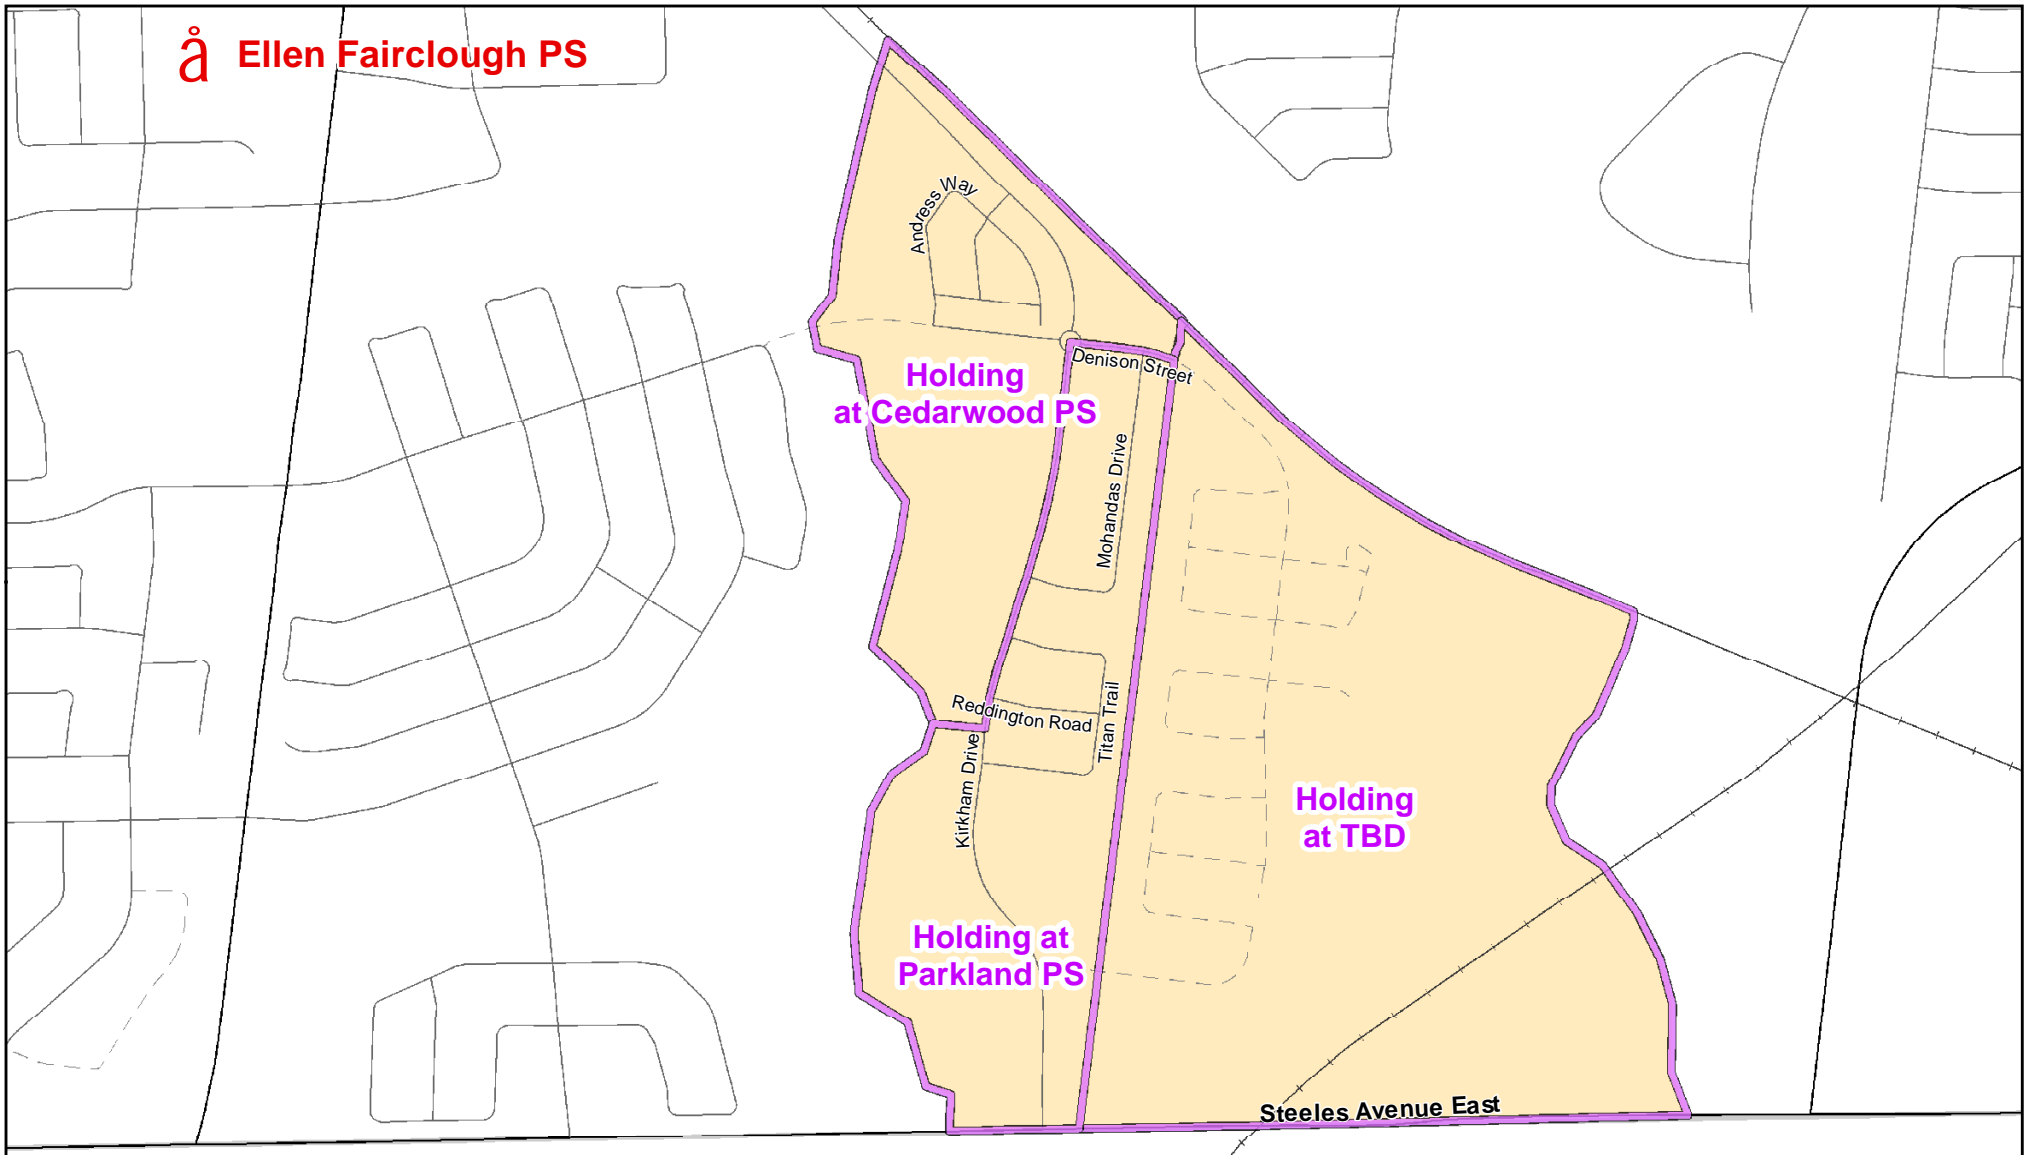 å Ellen Fairclough PS
Andress Way
Denison Street
Holding
at Cedarwood PS
Mohandas Drive
Reddington Road
Titan Trail
Kirkham Drive
Holding
at TBD
Holding at
Parkland PS
Steeles Avenue East